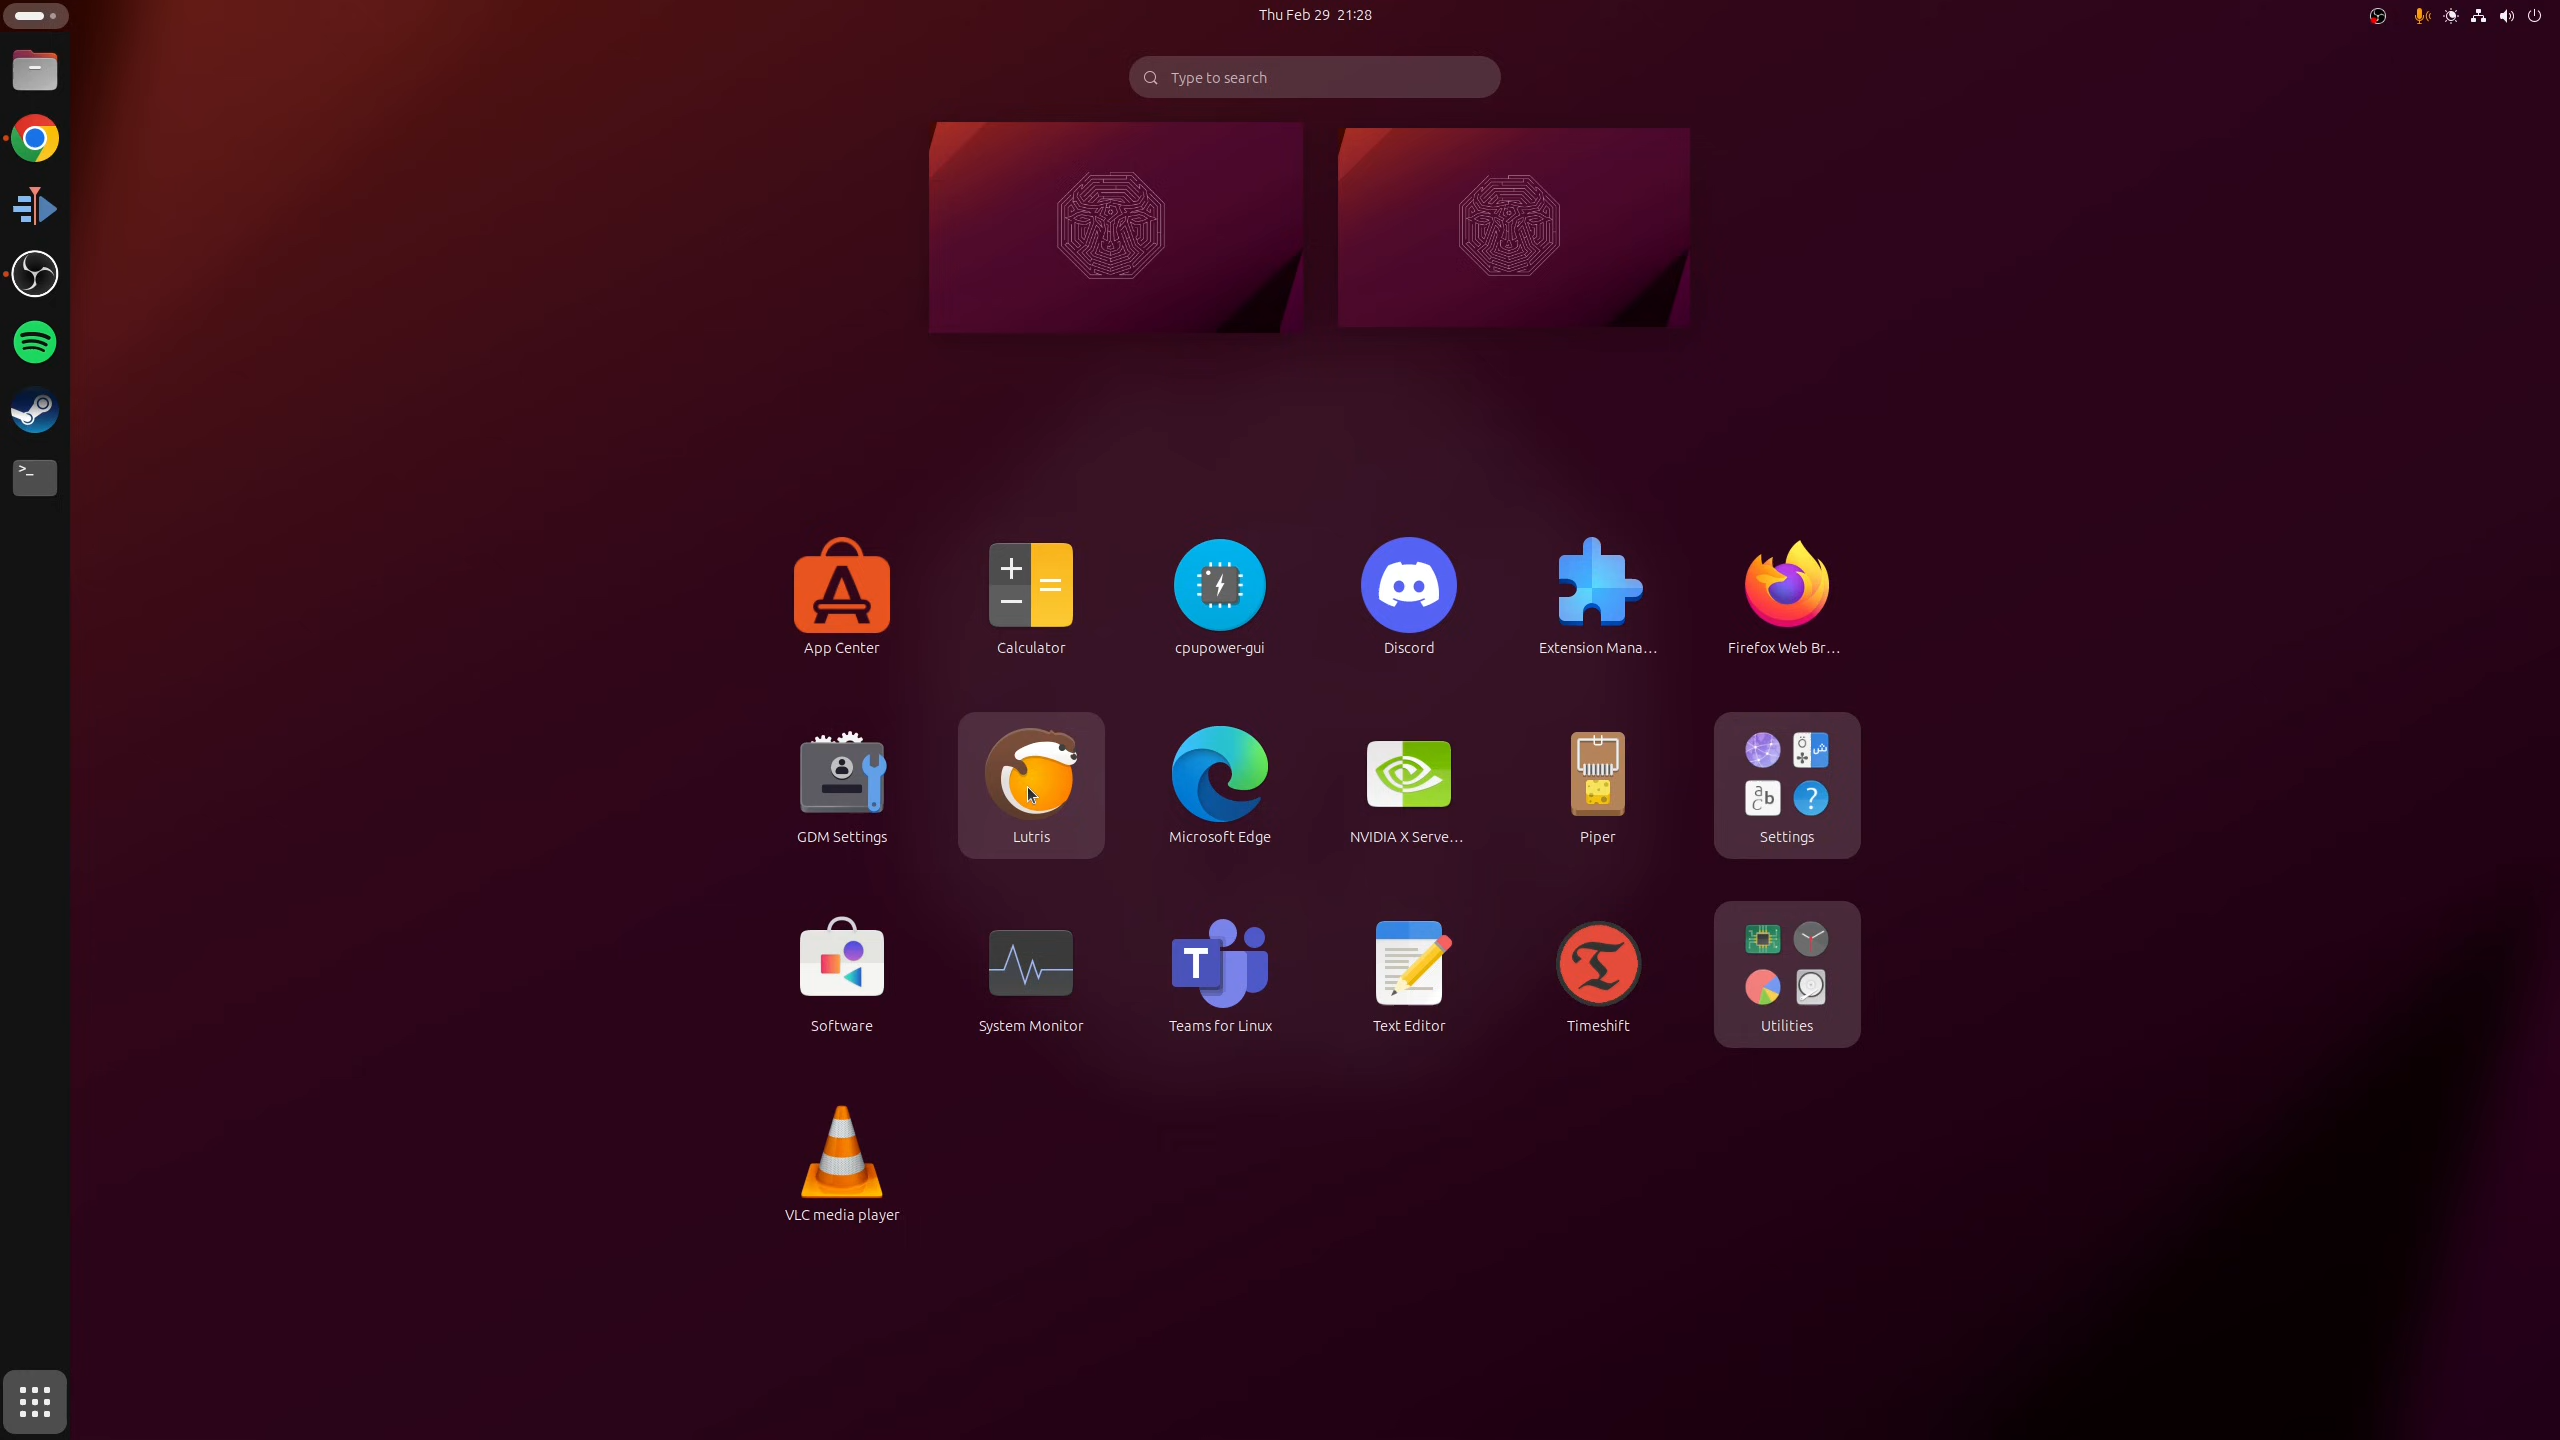 Thu Feb 29 21:28
Type to search
>_
App Center
Calculator
cpupower-gui
Discord
Extension Mana...
Firefox Web Br...
GDM Settings
Lutris
Microsoft Edge
NVIDIA X Serve...
Piper
Settings
Software
System Monitor
Teams for Linux
Text Editor
Timeshift
Utilities
VLC media player